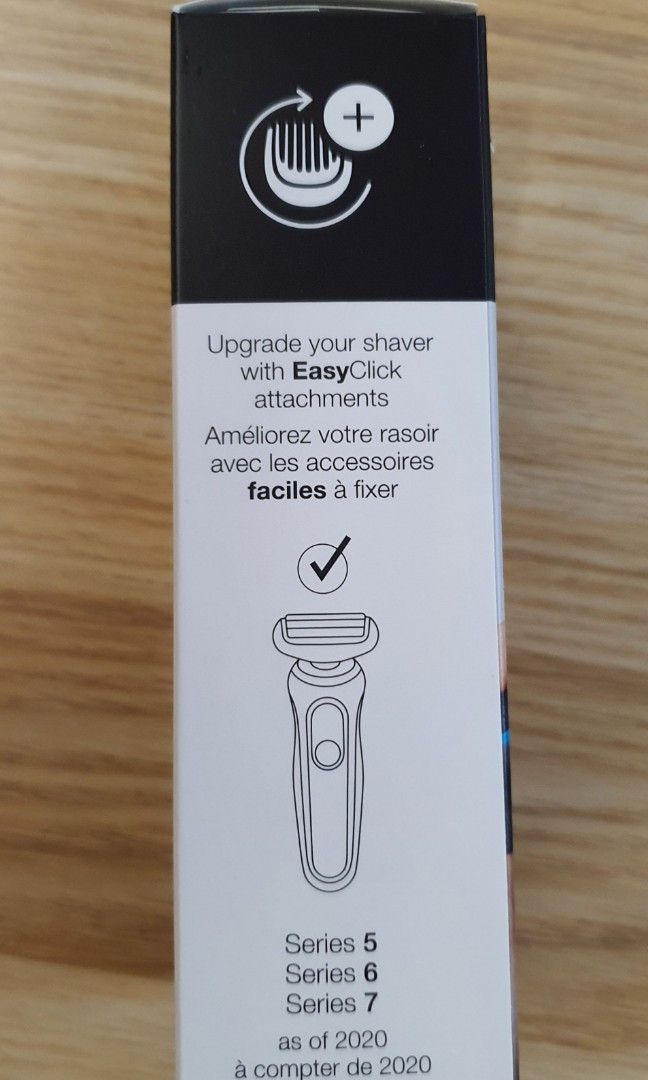 Upgrade your shaver
with EasyClick
attachments
Améliorez votre rasoir
avec les accessoires
faciles à fixer
Series 5
Series 6
Series 7
as of 2020
à compter de 2020